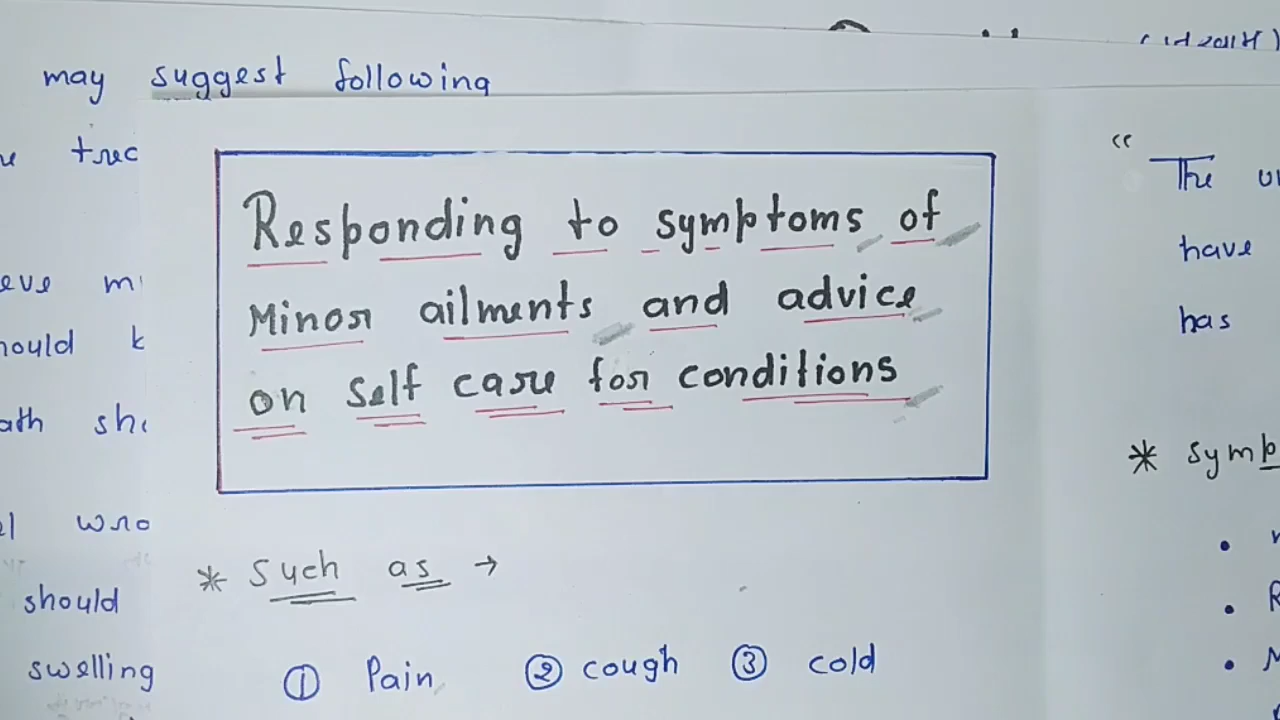 may suggest following
Responding to symptoms of
Minor ailments and advice
on self care for conditions
* Such as →
① Pain ② cough ③ cold
should
swelling
“
The
have
has
*